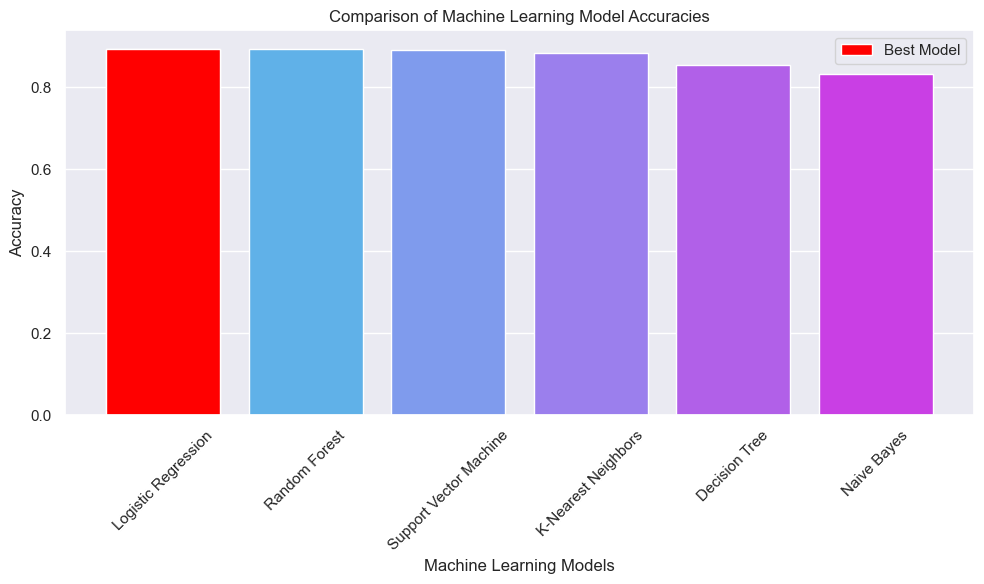 Comparison of Machine Learning Model Accuracies
Best Model
Accuracy
0.8
0.6
0.4
0.2
0.0
Logistic Regression
Random Forest
Support Vector Machine
K-Nearest Neighbors
Decision Tree
Naive Bayes
Machine Learning Models